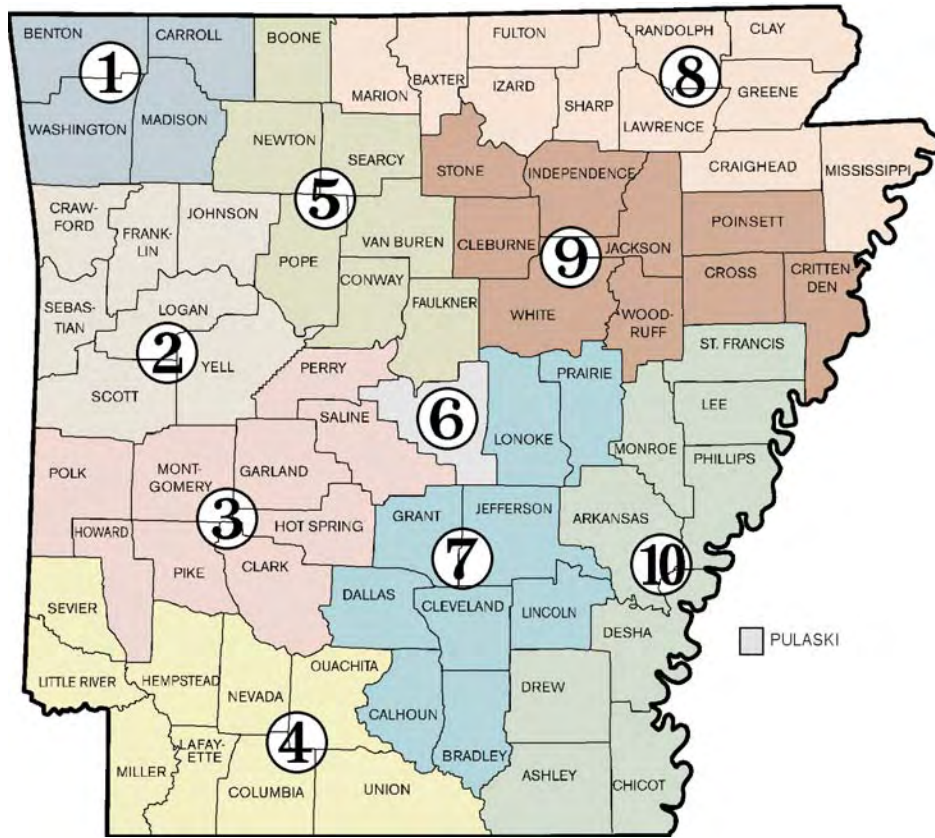 BENTON
CARROLL
BOONE
FULTON
RANDOLPH
CLAY
1
8
MARION
BAXTER
IZARD
SHARP
GREENE
WASHINGTON
MADISON
LAWRENCE
NEWTON
SEARCY
STONE
INDEPENDENCE
CRAIGHEAD
MISSISSIPPI
CRAW-
FORD
FRANK-
LIN
JOHNSON
5
POPE
VAN BUREN
CLEBURNE
9
JACKSON
POINSETT
CONWAY
CROSS
CRITTEN-
DEN
SEBAS-
TIAN
LOGAN
FAULKNER
WHITE
WOOD-
RUFF
2
YELL
ST. FRANCIS
SCOTT
PERRY
PRAIRIE
SALINE
6
LONOKE
LEE
MONROE
PHILLIPS
POLK
MONT-
GOMERY
GARLAND
3
HOT SPRING
GRANT
JEFFERSON
ARKANSAS
HOWARD
7
10
PIKE
CLARK
DALLAS
CLEVELAND
LINCOLN
SEVIER
DESHA
PULASKI
OUACHITA
LITTLE RIVER
HEMPSTEAD
NEVADA
DREW
CALHOUN
4
LAFAY-
ETTE
BRADLEY
MILLER
COLUMBIA
UNION
ASHLEY
CHICOT